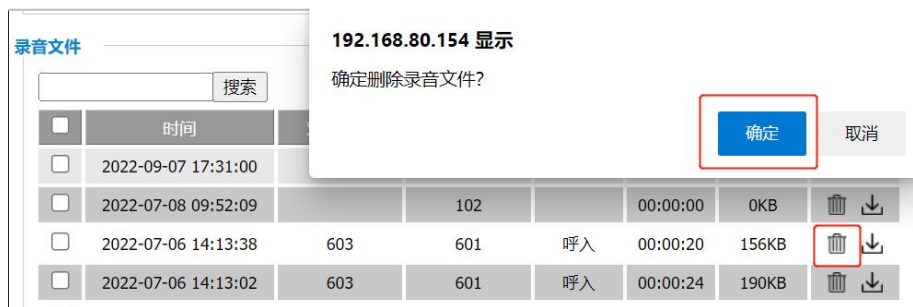 192.168.80.154 显示
录音文件
确定删除录音文件?
搜索
确定 取消
时间
2022-09-07 17:31:00
2022-07-08 09:52:09 102 00:00:00 0KB
2022-07-06 14:13:38 603 601 呼入 00:00:20 156KB
2022-07-06 14:13:02 603 601 呼入 00:00:24 190KB